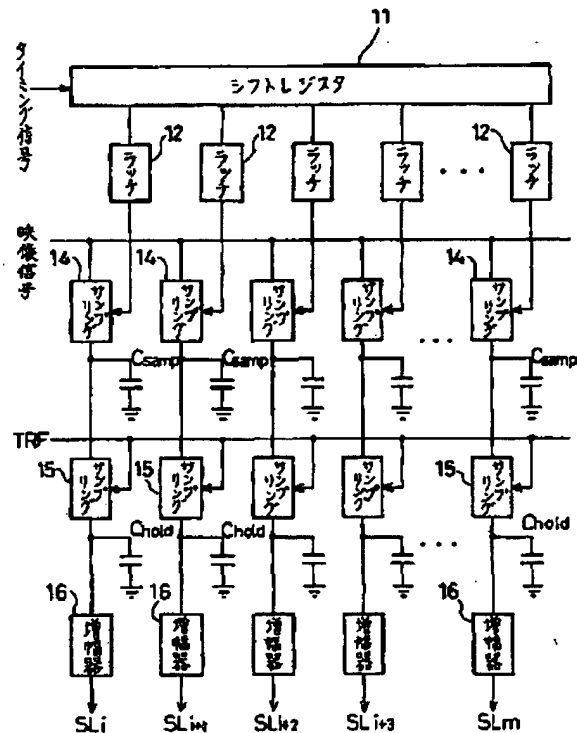 11
タイミング信号
シフトレジスタ
12
12
12
ラッチ
ラッチ
ラッチ
ラッチ
ラッチ
...
映像信号
14
14
14
サンプリング
サンプリング
サンプリング
サンプリング
サンプリング
...
Csamp
Csamp
Csamp
TRF
15
15
15
サンプリング
サンプリング
サンプリング
サンプリング
サンプリング
Chold
Chold
Chold
...
16
16
16
増幅器
増幅器
増幅器
増幅器
増幅器
...
SLi
SLi+1
SLi+2
SLi+3
SLm